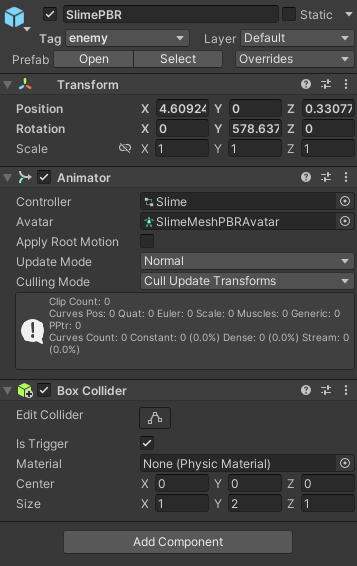 SlimePBR Static
Tag enemy Layer Default
Prefab Open Select Overrides
Transform
Position X 4.60924 Y 0 Z 0.33077
Rotation X 0 Y 578.637 Z 0
Scale X 1 Y 1 Z 1
Animator
Controller Slime
Avatar SlimeMeshPBRAvatar
Apply Root Motion
Update Mode Normal
Culling Mode Cull Update Transforms
Clip Count: 0
Curves Pos: 0 Quat: 0 Euler: 0 Scale: 0 Muscles: 0 Generic: 0
PPtr: 0
Curves Count: 0 Constant: 0 (0.0%) Dense: 0 (0.0%) Stream: 0
(0.0%)
Box Collider
Edit Collider
Is Trigger
Material None (Physic Material)
Center X 0 Y 0 Z 0
Size X 1 Y 2 Z 1
Add Component